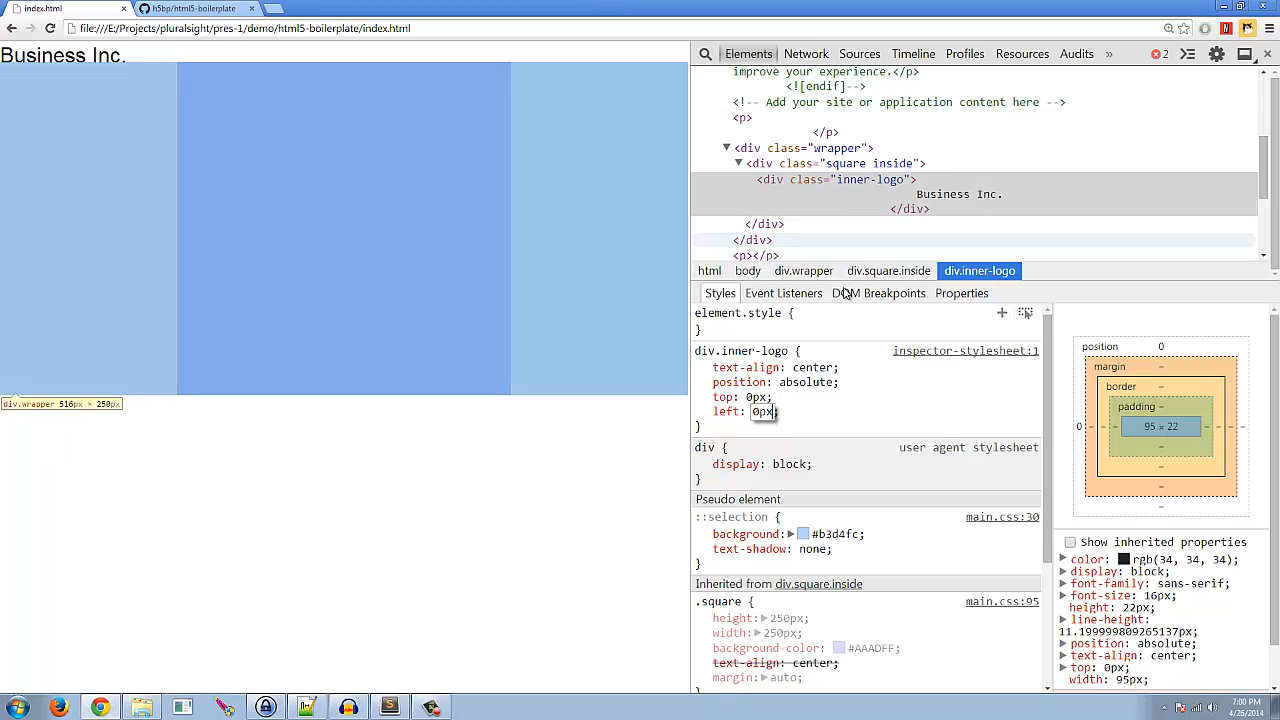 index.html
h5bp/html5-boilerplate
file:///E:/Projects/pluralsight/pres-1/demo/html5-boilerplate/index.html
Business Inc.
div.wrapper 516px × 250px
Elements Network Sources Timeline Profiles Resources Audits » 2
improve your experience.</p>
<![endif]-->
<!-- Add your site or application content here -->
<p>
</p>
<div class="wrapper">
<div class="square inside">
<div class="inner-logo">
Business Inc.
</div>
</div>
</div>
<p></p>
html body div.wrapper div.square.inside div.inner-logo
Styles Event Listeners DOM Breakpoints Properties
element.style {
}
div.inner-logo { inspector-stylesheet:1
text-align: center;
position: absolute;
top: 0px;
left: 0px;
}
div { user agent stylesheet
display: block;
}
Pseudo element
::selection { main.css:30
background: #b3d4fc;
text-shadow: none;
}
Inherited from div.square.inside
.square { main.css:95
height: 250px;
width: 250px;
background-color: #AAADFF;
text-align: center;
margin: auto;
position 0
margin –
border –
padding –
0 – – – 95 × 22 – – – –
–
–
–
–
Show inherited properties
color: rgb(34, 34, 34);
display: block;
font-family: sans-serif;
font-size: 16px;
height: 22px;
line-height:
11.199999809265137px;
position: absolute;
text-align: center;
top: 0px;
width: 95px;
7:00 PM
4/26/2014